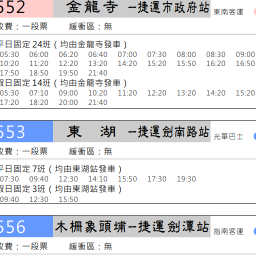 552 金龍寺 —捷運市政府站 東南客運
收費：一段票 緩衝區：無
平日固定24班（均由金龍寺發車）
05:30 06:00 06:20 06:40 07:00 07:30 08:00 08:30 09:00
10:20 11:20 12:20 13:20 14:20 15:20 15:50 16:20 16:50
17:50 18:50 19:50 21:40
假日固定14班（均由金龍寺發車）
05:30 07:10 09:00 10:20 11:20 12:20 13:20 14:20 15:20
17:20 18:20 20:00 21:40
553 東湖 —捷運劍南路站 光華巴士
收費：一段票 緩衝區：無
平日固定7班（均由東湖站發車）
07:30 09:40 12:30 14:10 15:50 17:30 19:30
假日固定3班（均由東湖站發車）
09:40 12:30 15:50
556 木柵象頭埔—捷運劍潭站 指南客運
收費：一段票 緩衝區：無